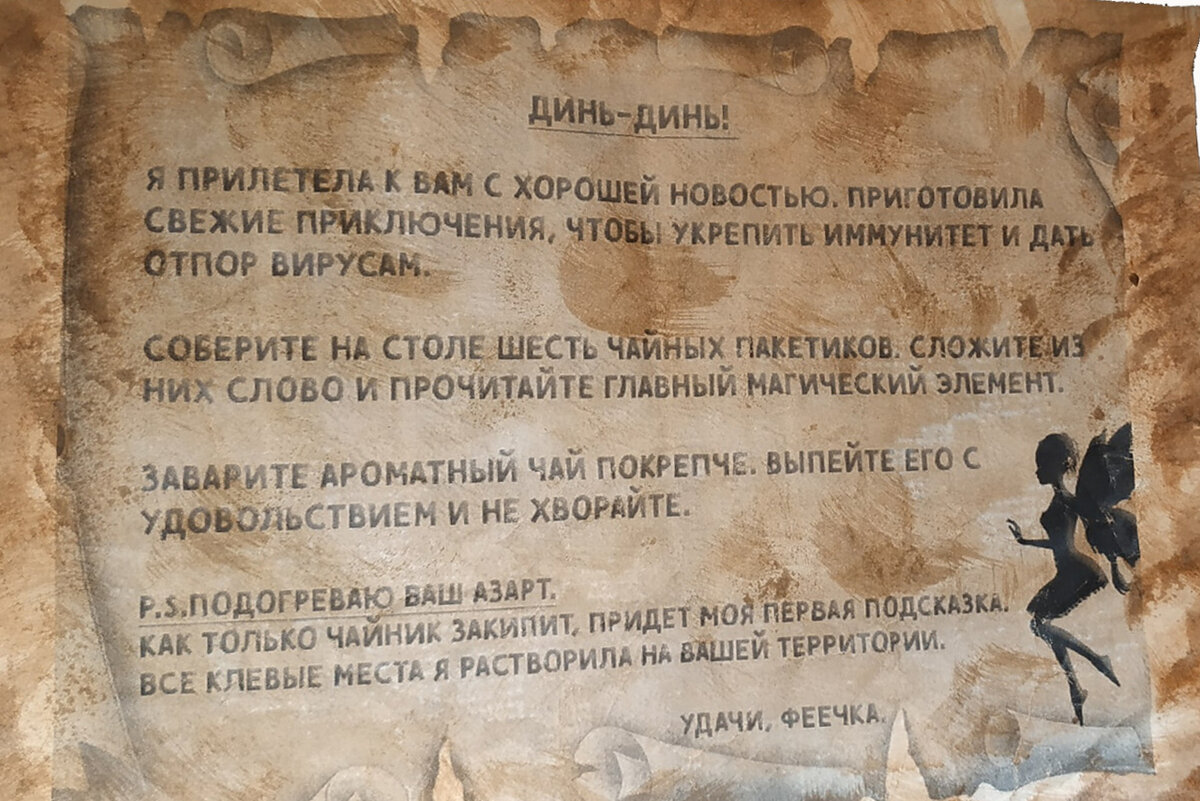 ДИНЬ-ДИНЬ!
Я ПРИЛЕТЕЛА К ВАМ С ХОРОШЕЙ НОВОСТЬЮ. ПРИГОТОВИЛА
СВЕЖИЕ ПРИКЛЮЧЕНИЯ, ЧТОБЫ УКРЕПИТЬ ИММУНИТЕТ И ДАТЬ
ОТПОР ВИРУСАМ.
СОБЕРИТЕ НА СТОЛЕ ШЕСТЬ ЧАЙНЫХ ПАКЕТИКОВ. СЛОЖИТЕ ИЗ
НИХ СЛОВО И ПРОЧИТАЙТЕ ГЛАВНЫЙ МАГИЧЕСКИЙ ЭЛЕМЕНТ.
ЗАВАРИТЕ АРОМАТНЫЙ ЧАЙ ПОКРЕПЧЕ. ВЫПЕЙТЕ ЕГО С
УДОВОЛЬСТВИЕМ И НЕ ХВОРАЙТЕ.
P.S.ПОДОГРЕВАЮ ВАШ АЗАРТ.
КАК ТОЛЬКО ЧАЙНИК ЗАКИПИТ, ПРИДЕТ МОЯ ПЕРВАЯ ПОДСКАЗКА.
ВСЕ КЛЕВЫЕ МЕСТА Я РАСТВОРИЛА НА ВАШЕЙ ТЕРРИТОРИИ.
УДАЧИ, ФЕЕЧКА.